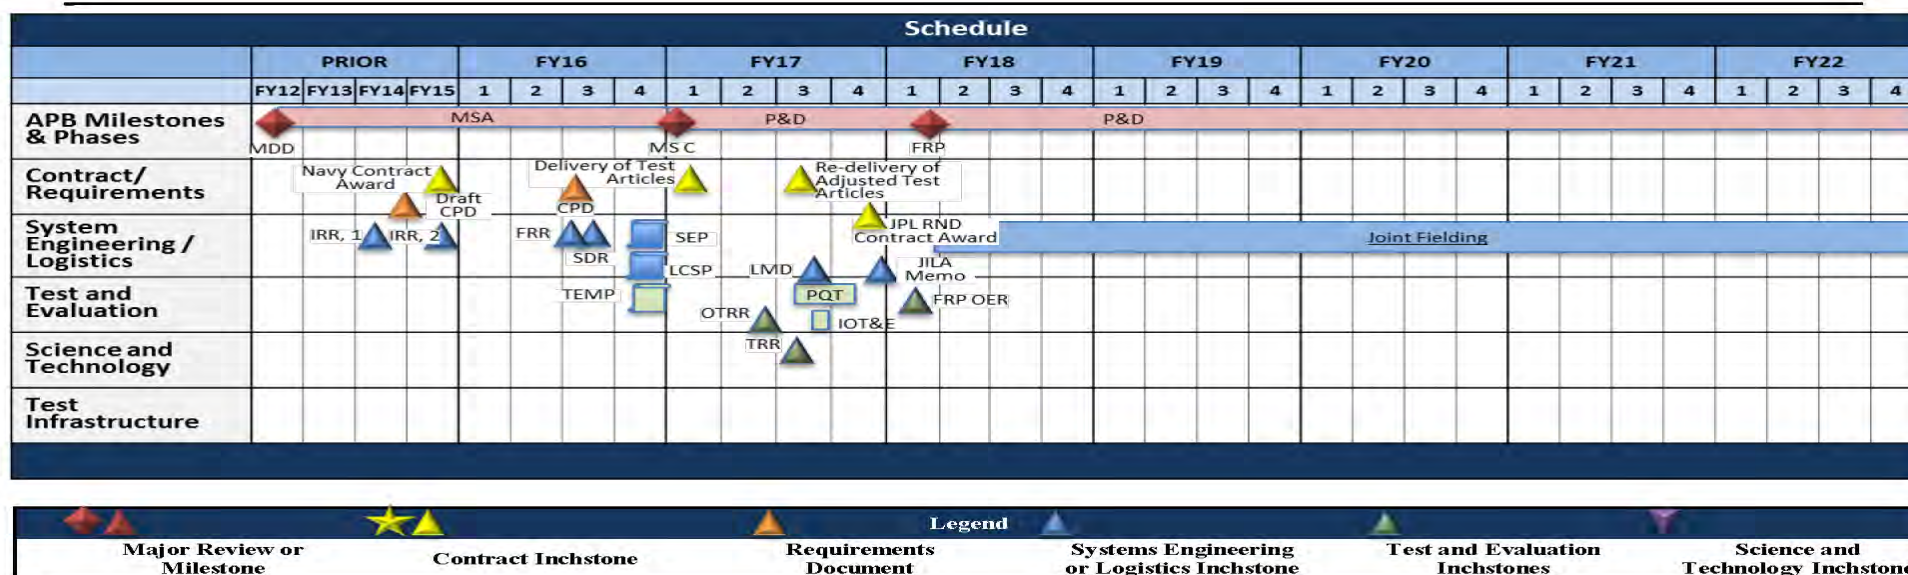 Schedule
PRIOR FY16 FY17 FY18 FY19 FY20 FY21 FY22
FY12 FY13 FY14 FY15 1 2 3 4 1 2 3 4 1 2 3 4 1 2 3 4 1 2 3 4 1 2 3 4 1 2 3 4
APB Milestones
& Phases
MSA P&D P&D
MDD MS C FRP
Contract/
Requirements
Navy Contract
Award
Draft
CPD
Delivery of Test
Articles
CPD
Re-delivery of
Adjusted Test
Articles
JPL RND
Contract Award
System
Engineering /
Logistics
IRR, 1 IRR, 2 FRR SDR SEP
LCSP LMD JILA
Memo
Joint Fielding
Test and
Evaluation
TEMP OTRR PQT IOT&E FRP OER
Science and
Technology
TRR
Test
Infrastructure
Legend
Major Review or
Milestone
Contract Inchstone
Requirements
Document
Systems Engineering
or Logistics Inchstone
Test and Evaluation
Inchstones
Science and
Technology Inchstone